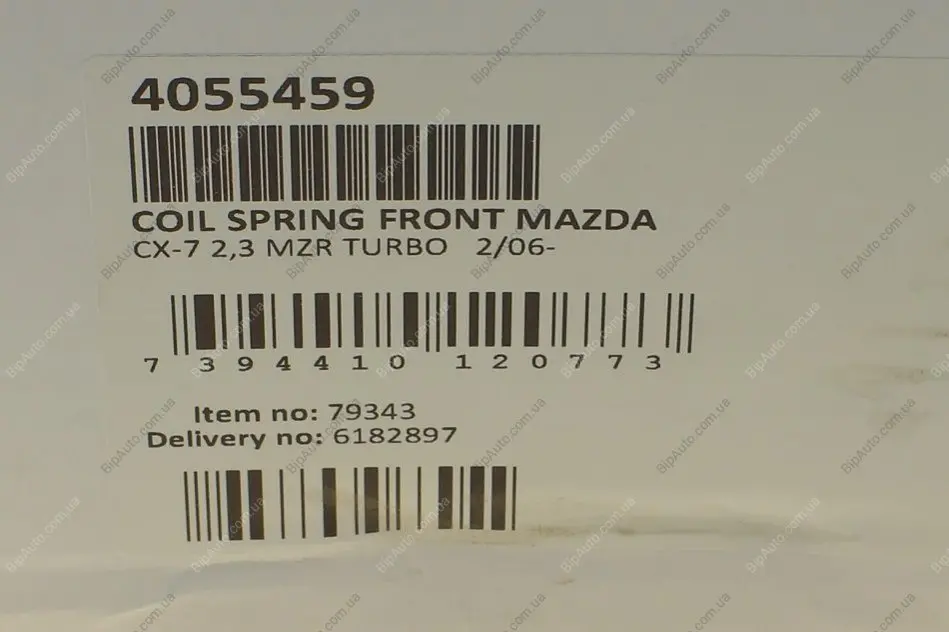 4055459
COIL SPRING FRONT MAZDA
CX-7 2,3 MZR TURBO 2/06-
7 394410 120773
Item no: 79343
Delivery no: 6182897
BipAuto.com.ua